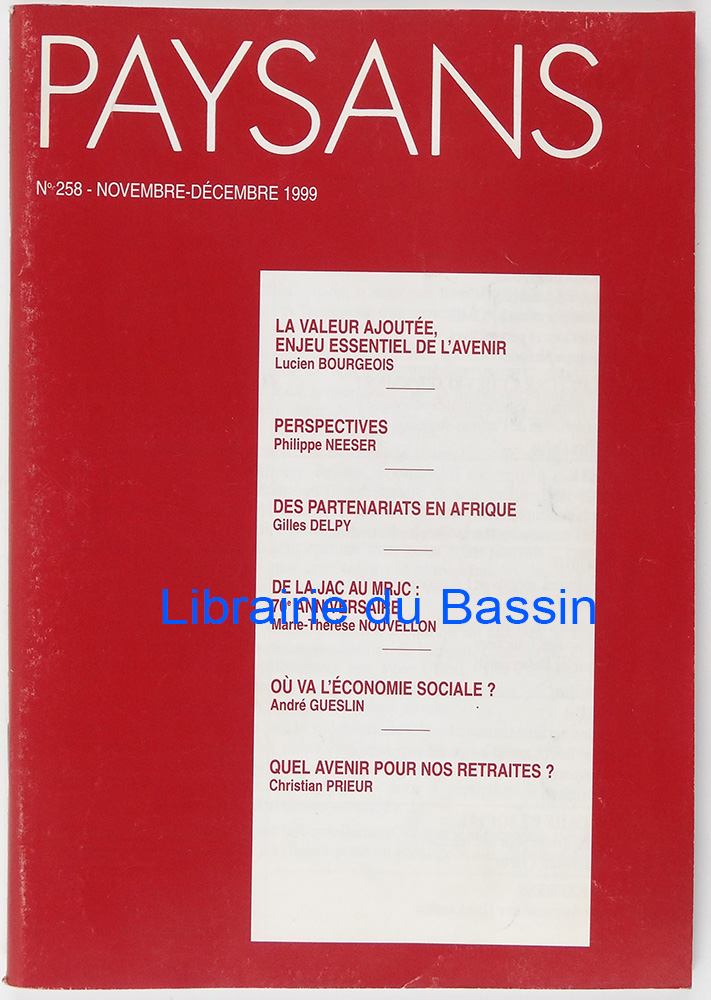 PAYSANS
N° 258 - NOVEMBRE-DÉCEMBRE 1999
LA VALEUR AJOUTÉE,
ENJEU ESSENTIEL DE L'AVENIR
Lucien BOURGEOIS
PERSPECTIVES
Philippe NEESER
DES PARTENARIATS EN AFRIQUE
Gilles DELPY
DE LA JAC AU MRJC :
70e ANNIVERSAIRE
Librairie du Bassin
Marie-Thérèse NOUVELLON
OÙ VA L'ÉCONOMIE SOCIALE ?
André GUESLIN
QUEL AVENIR POUR NOS RETRAITES ?
Christian PRIEUR